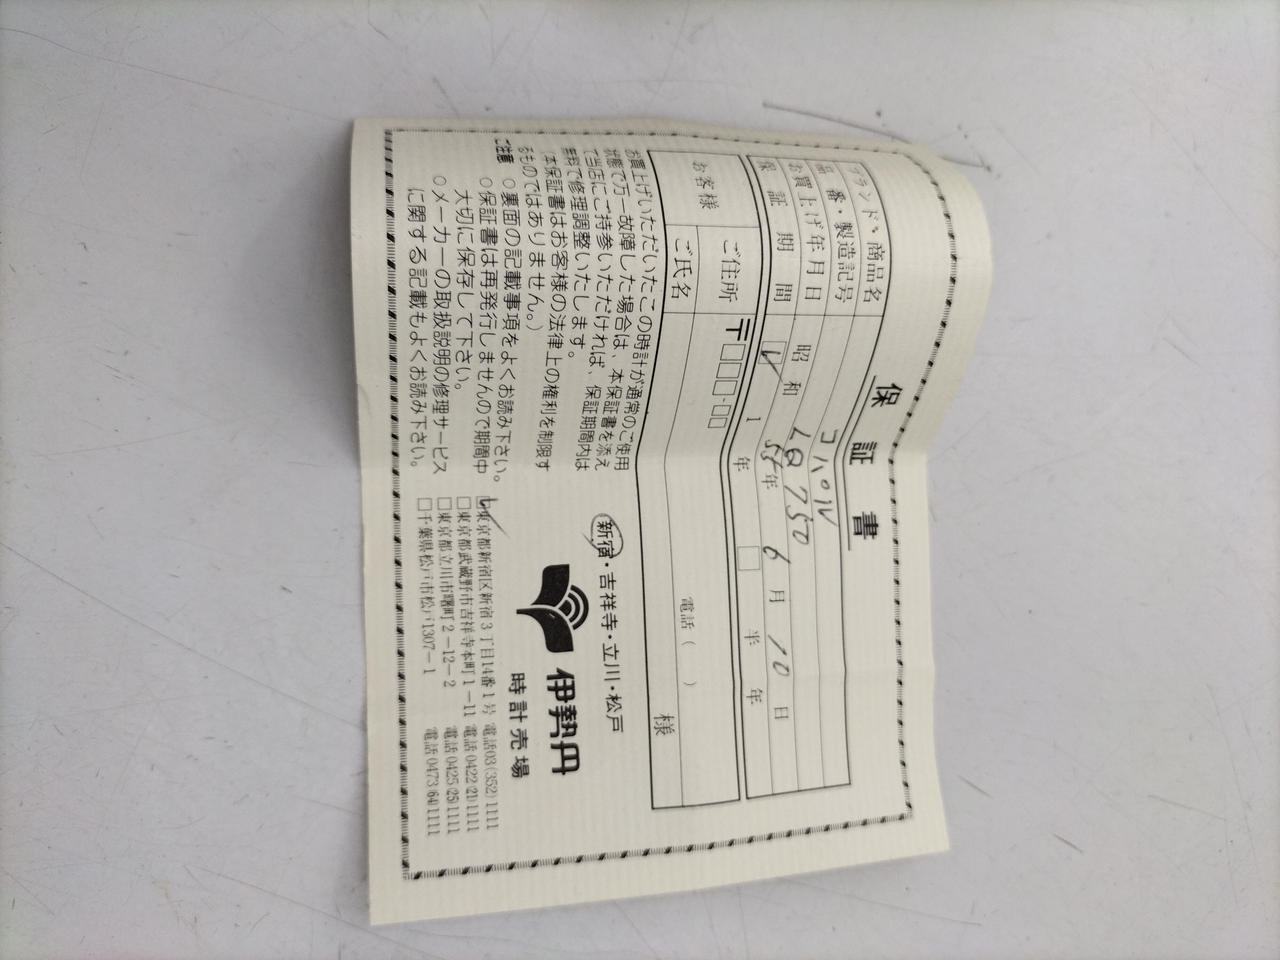 保証書
ブランド・商品名 コハ○ル
品番・製造記号 750
お買上げ年月日 昭和 55年 6月 10日
保証期間 レ 1年 □ 半年
お客様 ご住所 〒□□□-□□
ご氏名 電話( ) 様
お買上げいただいたこの時計が通常のご使用
状態で万一故障した場合は、本保証書を添え
て当店にご持参いただければ、保証期間内は
無料で修理調整いたします。
(本保証書はお客様の法律上の権利を制限す
るものではありません。)
ご注意 ○裏面の記載事項をよくお読み下さい。
○保証書は再発行しませんので期間中
大切に保存して下さい。
○メーカーの取扱説明の修理サービス
に関する記載もよくお読み下さい。
新宿・吉祥寺・立川・松戸
伊勢丹
時計売場
レ東京都新宿区新宿3丁目14番1号 電話03(352)1111
□東京都武蔵野市吉祥寺本町1-11 電話0422(21)1111
□東京都立川市曙町2-12-2 電話0425(25)1111
□千葉県松戸市松戸1307-1 電話0473(64)1111